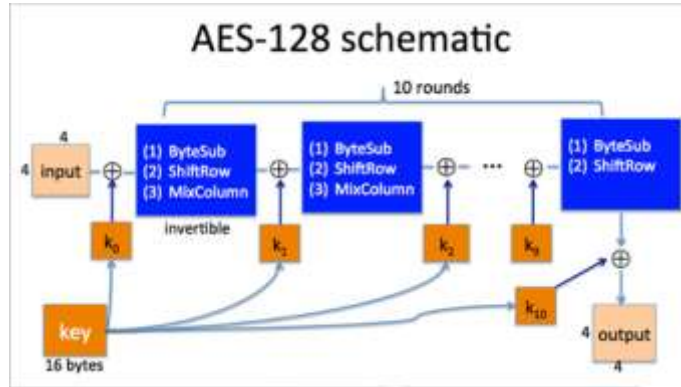 AES-128 schematic
10 rounds
4
4
input
(1) ByteSub
(2) ShiftRow
(3) MixColumn
invertible
(1) ByteSub
(2) ShiftRow
(3) MixColumn
...
(1) ByteSub
(2) ShiftRow
k₀
k₁
k₂
k₉
key
16 bytes
k₁₀
4
output
4